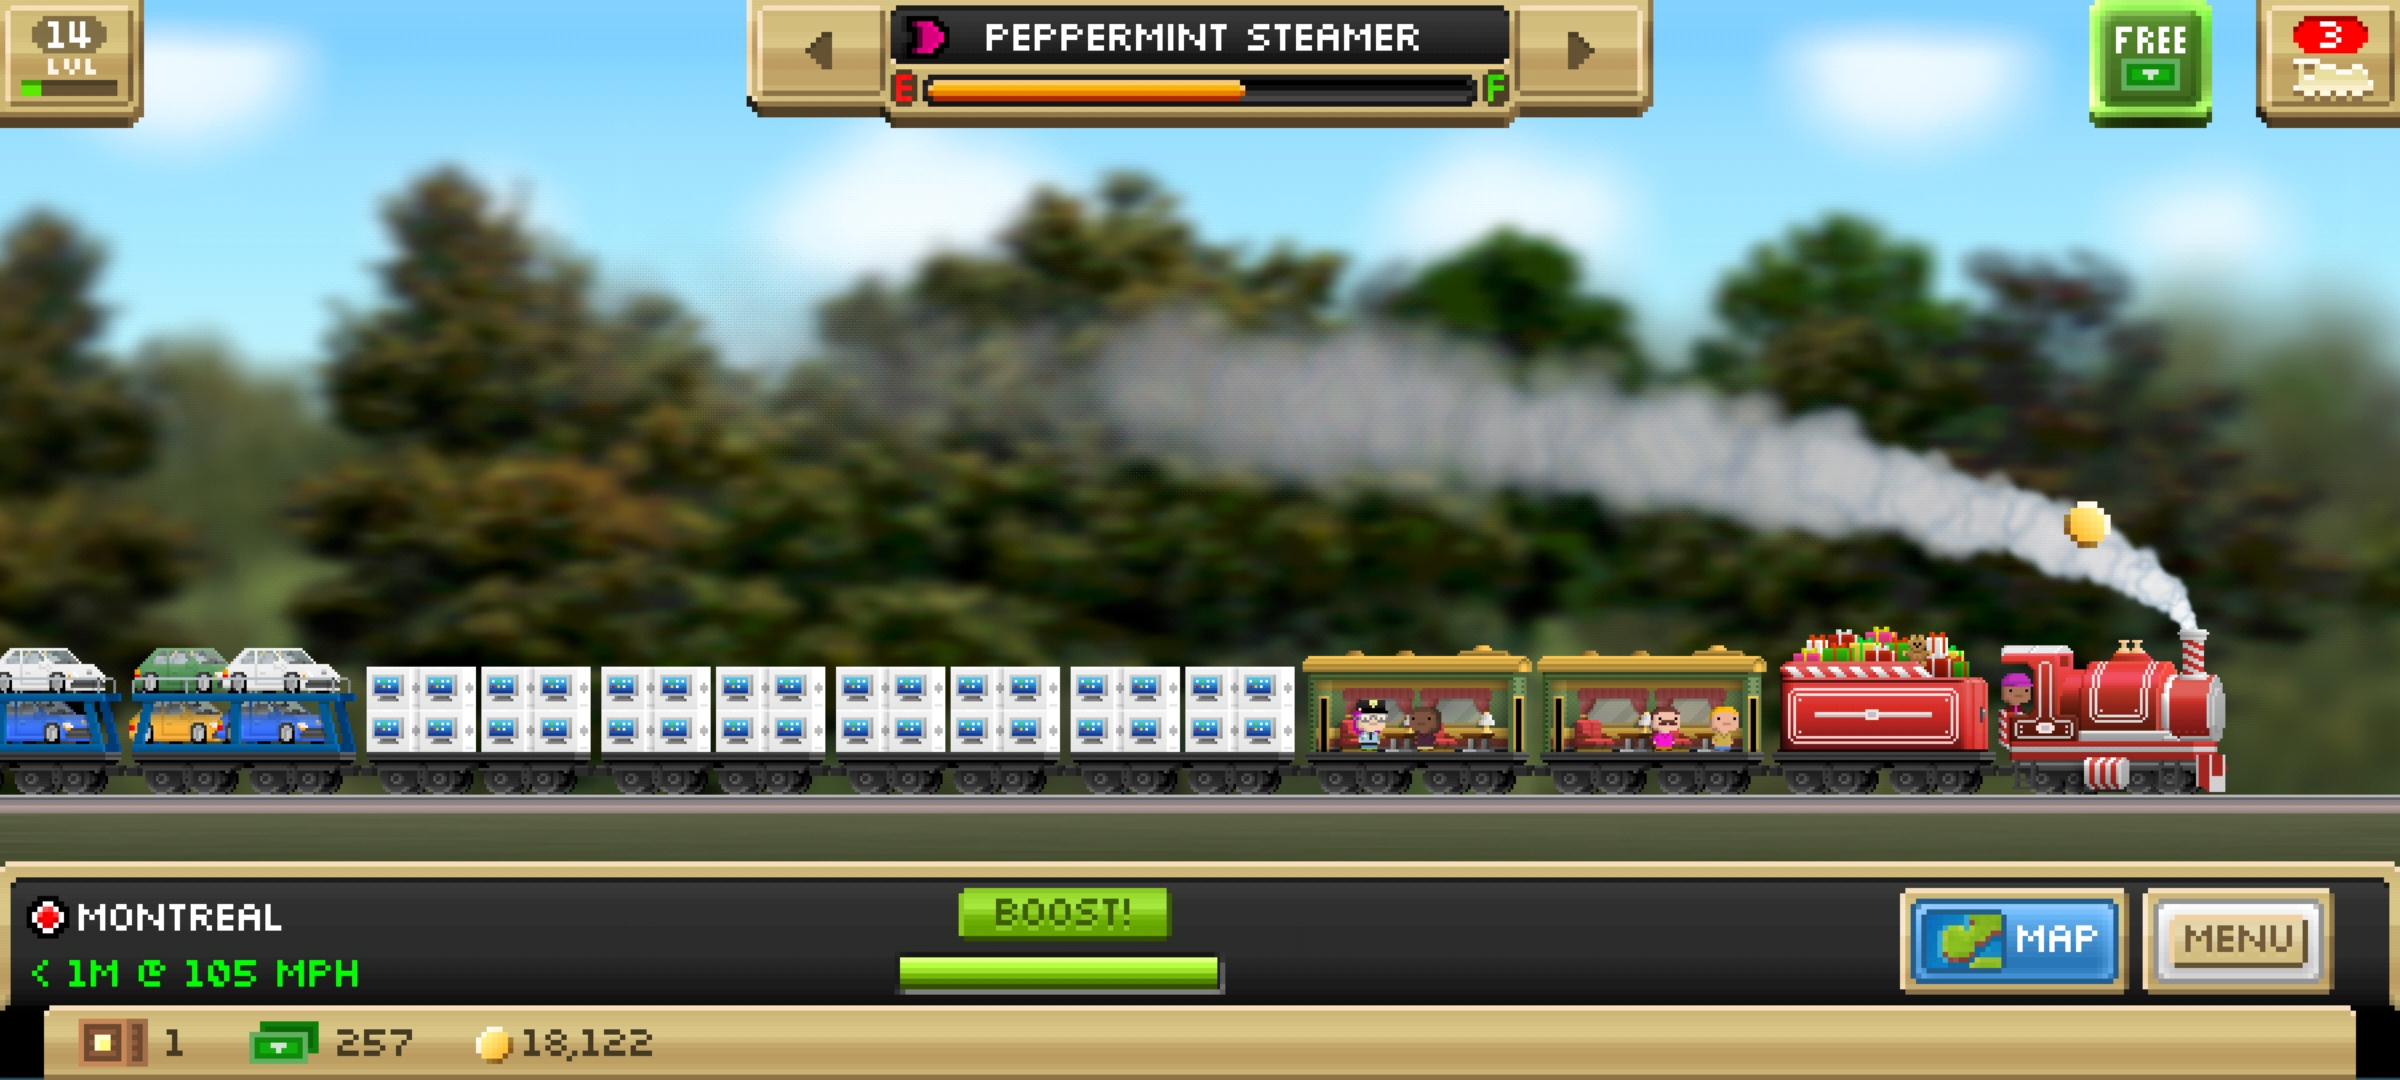 14
LVL
PEPPERMINT STEAMER
E F
FREE
3
MONTREAL
< 1M @ 105 MPH
BOOST!
MAP
MENU
1 257 18,122